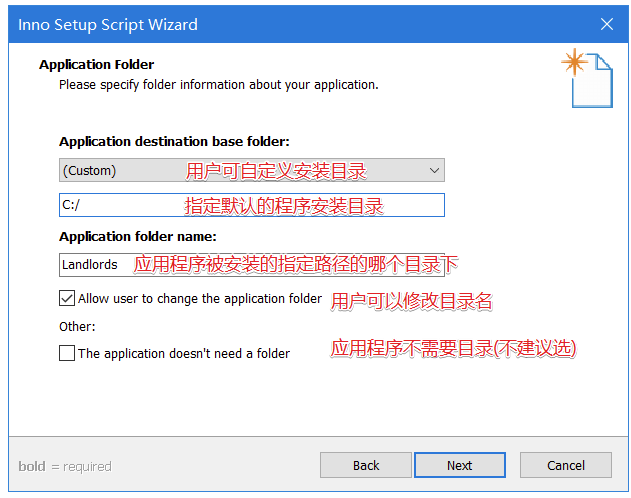 Inno Setup Script Wizard
Application Folder
Please specify folder information about your application.
Application destination base folder:
(Custom) 用户可自定义安装目录
C:/ 指定默认的程序安装目录
Application folder name:
Landlords 应用程序被安装的指定路径的哪个目录下
Allow user to change the application folder 用户可以修改目录名
Other:
The application doesn't need a folder 应用程序不需要目录(不建议选)
bold = required
Back Next Cancel